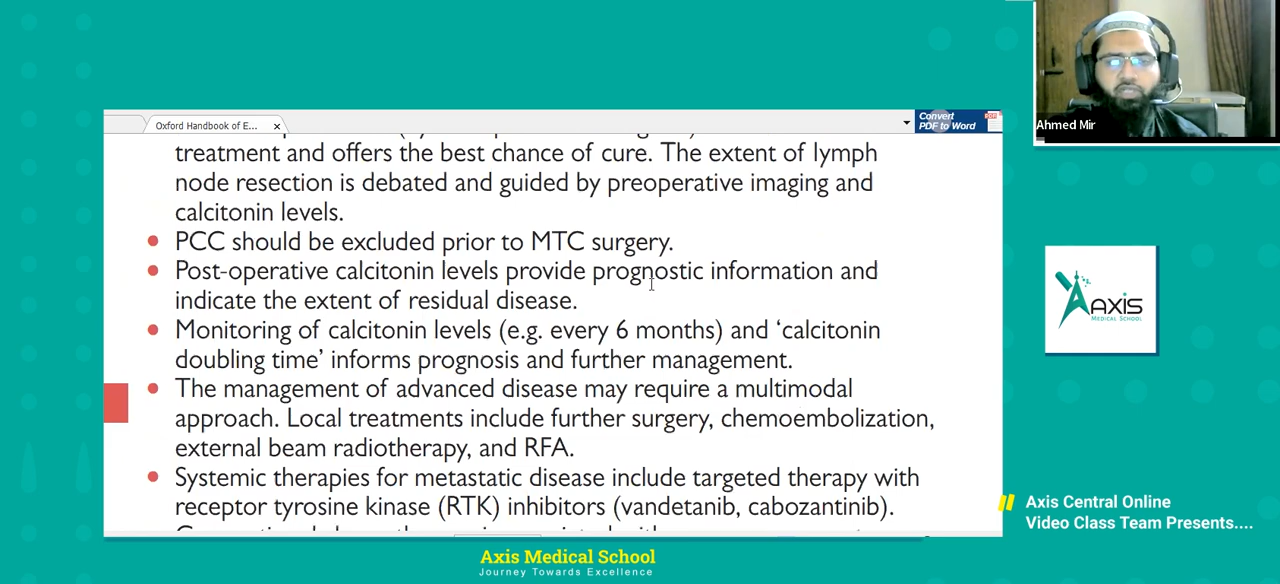 Oxford Handbook of E...
Convert
PDF to Word
PDF
Ahmed Mir
treatment and offers the best chance of cure. The extent of lymph
node resection is debated and guided by preoperative imaging and
calcitonin levels.
• PCC should be excluded prior to MTC surgery.
• Post-operative calcitonin levels provide prognostic information and
indicate the extent of residual disease.
• Monitoring of calcitonin levels (e.g. every 6 months) and ‘calcitonin
doubling time’ informs prognosis and further management.
• The management of advanced disease may require a multimodal
approach. Local treatments include further surgery, chemoembolization,
external beam radiotherapy, and RFA.
• Systemic therapies for metastatic disease include targeted therapy with
receptor tyrosine kinase (RTK) inhibitors (vandetanib, cabozantinib).
AXIS
MEDICAL SCHOOL
Axis Central Online
Video Class Team Presents....
Axis Medical School
Journey Towards Excellence